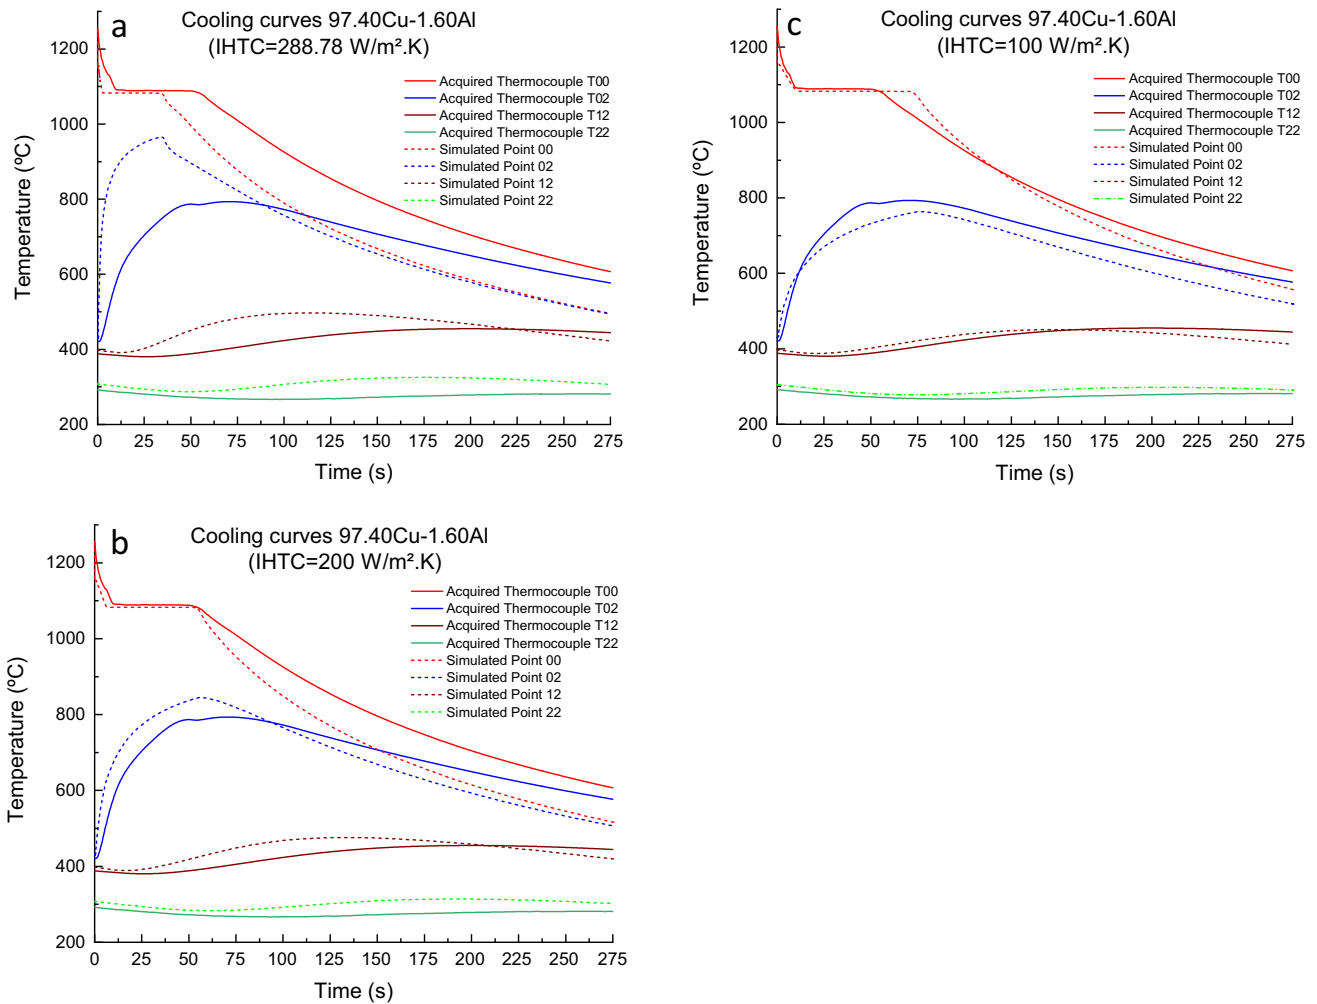 a
Cooling curves 97.40Cu-1.60Al
(IHTC=288.78 W/m².K)
Acquired Thermocouple T00
Acquired Thermocouple T02
Acquired Thermocouple T12
Acquired Thermocouple T22
Simulated Point 00
Simulated Point 02
Simulated Point 12
Simulated Point 22
Temperature (ºC)
1200
1000
800
600
400
200
0 25 50 75 100 125 150 175 200 225 250 275
Time (s)
c
Cooling curves 97.40Cu-1.60Al
(IHTC=100 W/m².K)
Acquired Thermocouple T00
Acquired Thermocouple T02
Acquired Thermocouple T12
Acquired Thermocouple T22
Simulated Point 00
Simulated Point 02
Simulated Point 12
Simulated Point 22
Temperature (ºC)
1200
1000
800
600
400
200
0 25 50 75 100 125 150 175 200 225 250 275
Time (s)
b
Cooling curves 97.40Cu-1.60Al
(IHTC=200 W/m².K)
Acquired Thermocouple T00
Acquired Thermocouple T02
Acquired Thermocouple T12
Acquired Thermocouple T22
Simulated Point 00
Simulated Point 02
Simulated Point 12
Simulated Point 22
Temperature (ºC)
1200
1000
800
600
400
200
0 25 50 75 100 125 150 175 200 225 250 275
Time (s)